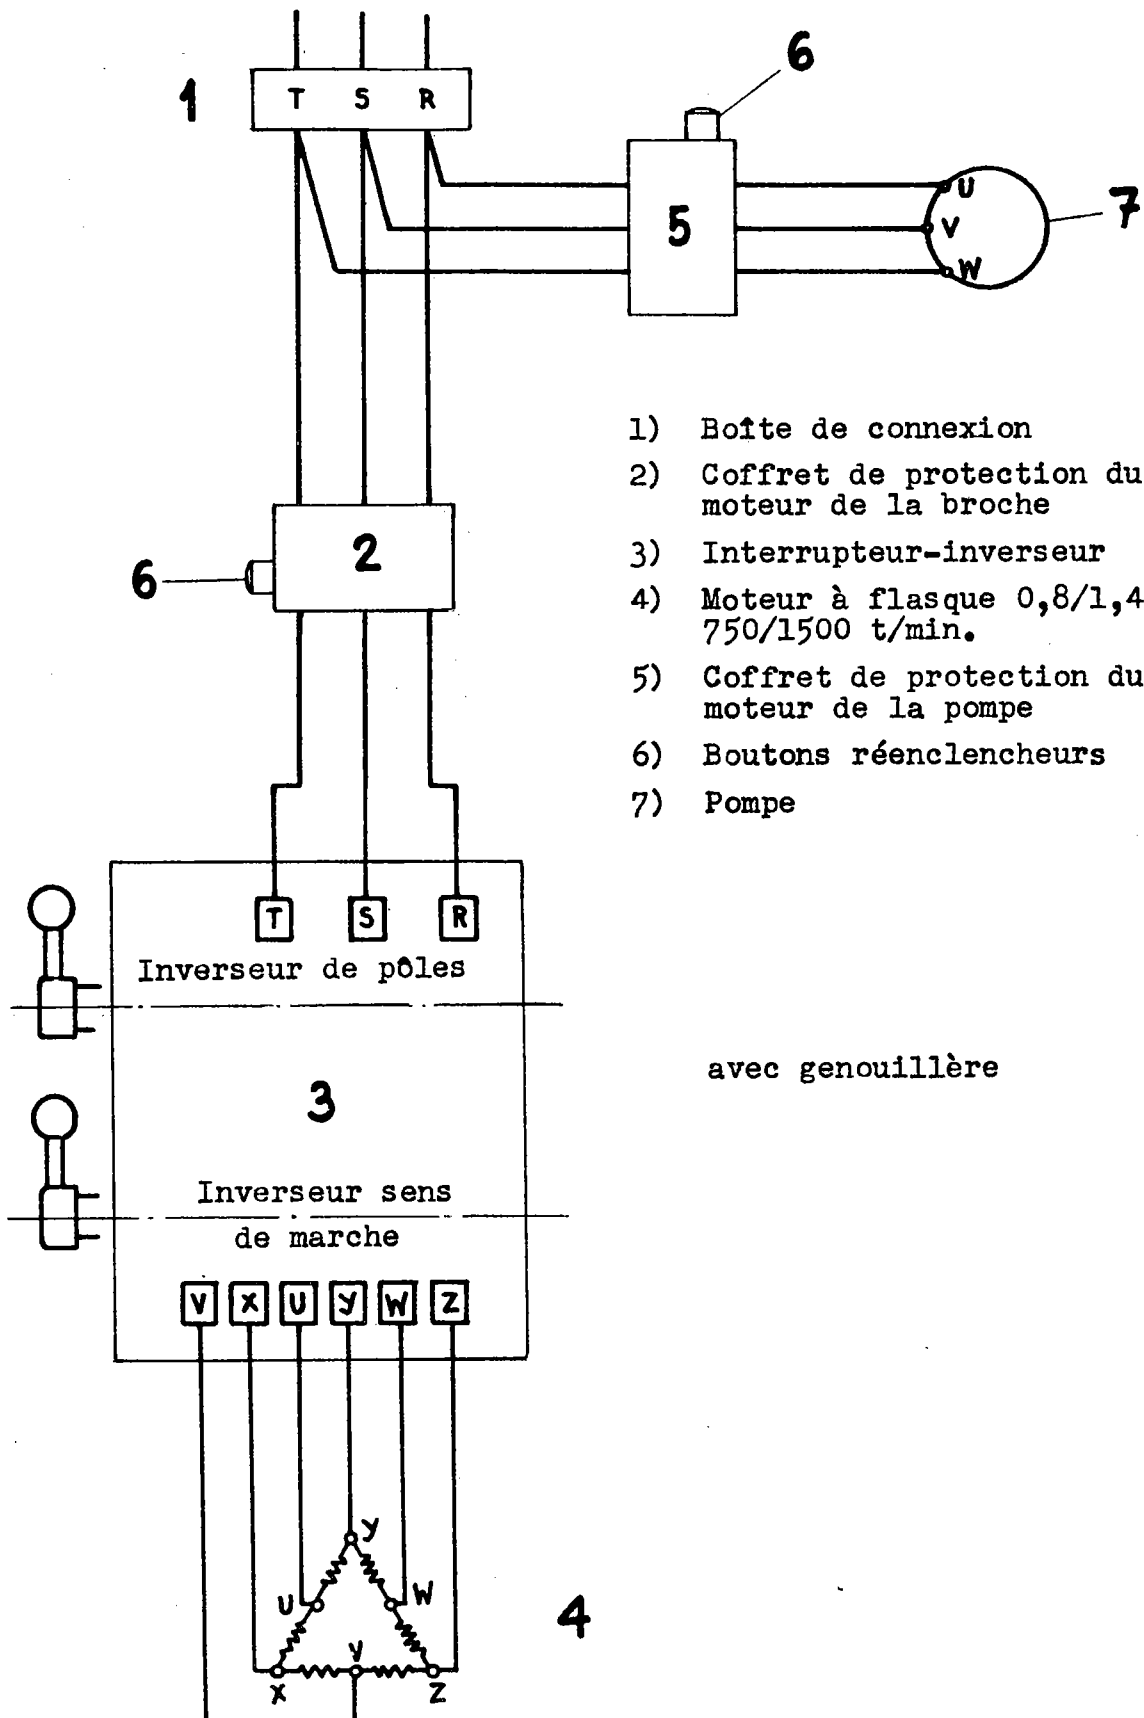 6
1
T S R
U
7
5
V
W
1) Boîte de connexion
2) Coffret de protection du
moteur de la broche
3) Interrupteur-inverseur
4) Moteur à flasque 0,8/1,4
750/1500 t/min.
5) Coffret de protection du
moteur de la pompe
6) Boutons réenclencheurs
7) Pompe
2
6
T S R
Inverseur de pôles
avec genouillère
3
Inverseur sens
de marche
V X U Y W Z
Y
U W
4
V
X Z